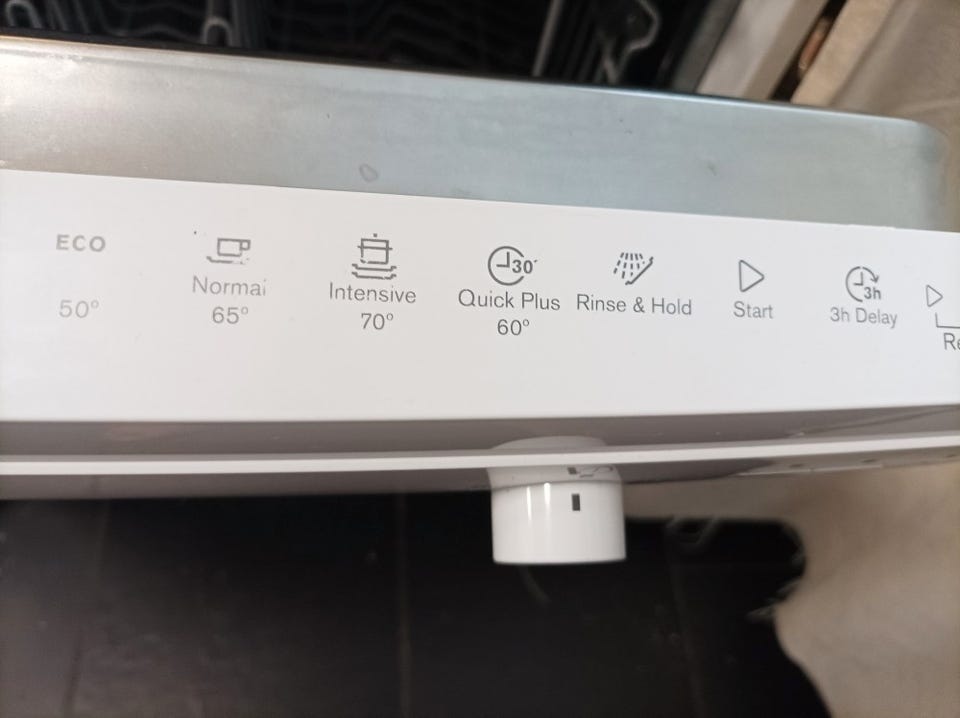 ECO
50°
Normal
65°
Intensive
70°
30'
Quick Plus
60°
Rinse & Hold
Start
3h
3h Delay